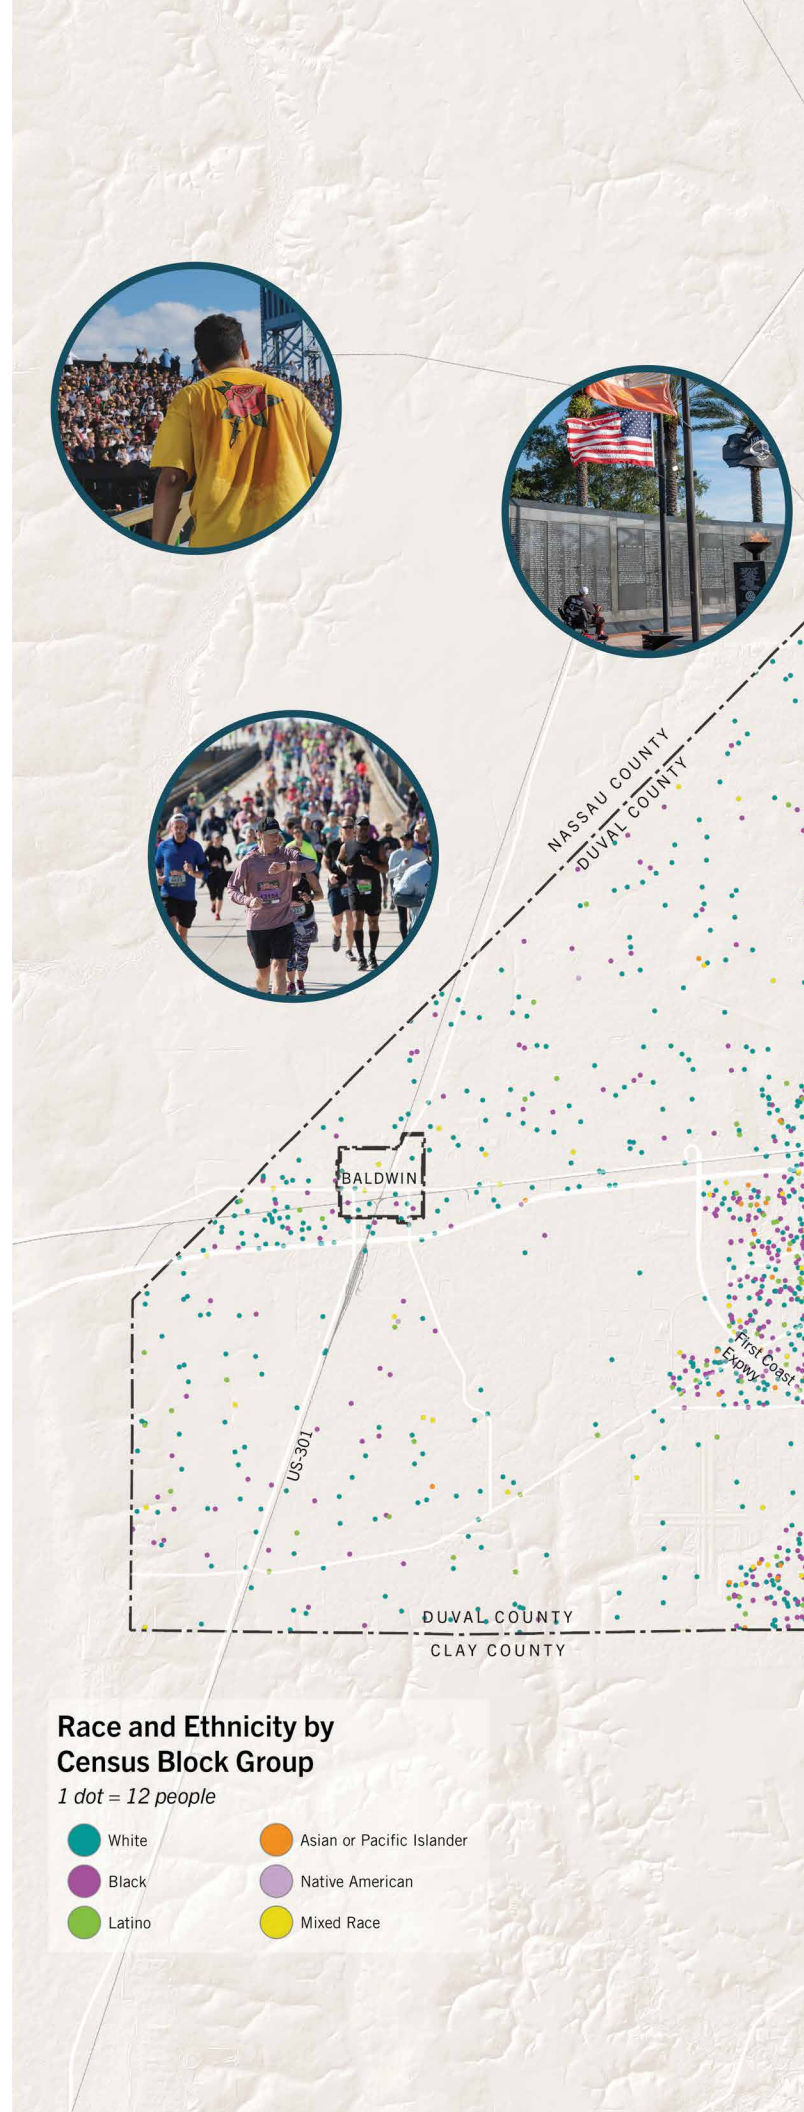 NASSAU COUNTY
DUVAL COUNTY
BALDWIN
First Coast
Expwy
US-301
DUVAL COUNTY
CLAY COUNTY
Race and Ethnicity by
Census Block Group
1 dot = 12 people
White
Asian or Pacific Islander
Black
Native American
Latino
Mixed Race